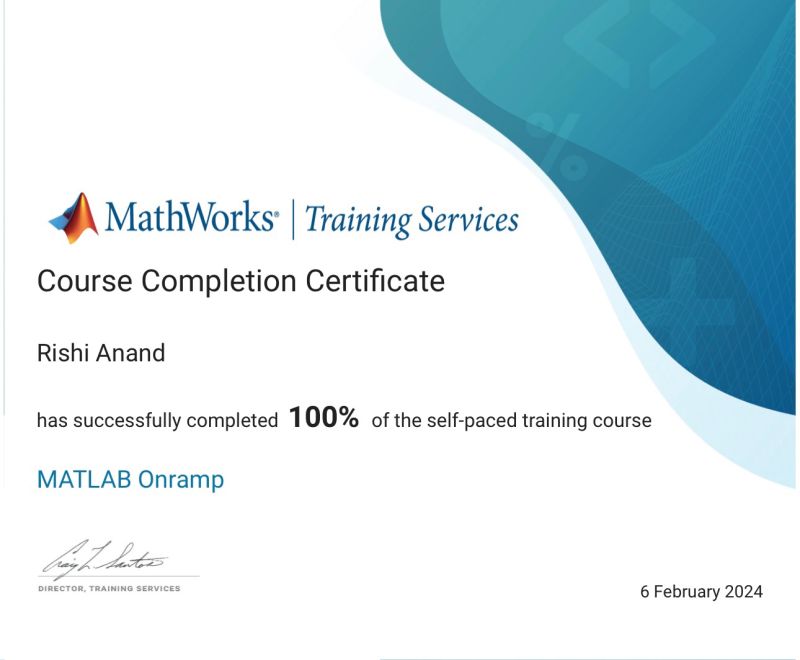 MathWorks® | Training Services
Course Completion Certificate
Rishi Anand
has successfully completed 100% of the self-paced training course
MATLAB Onramp
Craig L. Santos
DIRECTOR, TRAINING SERVICES
6 February 2024